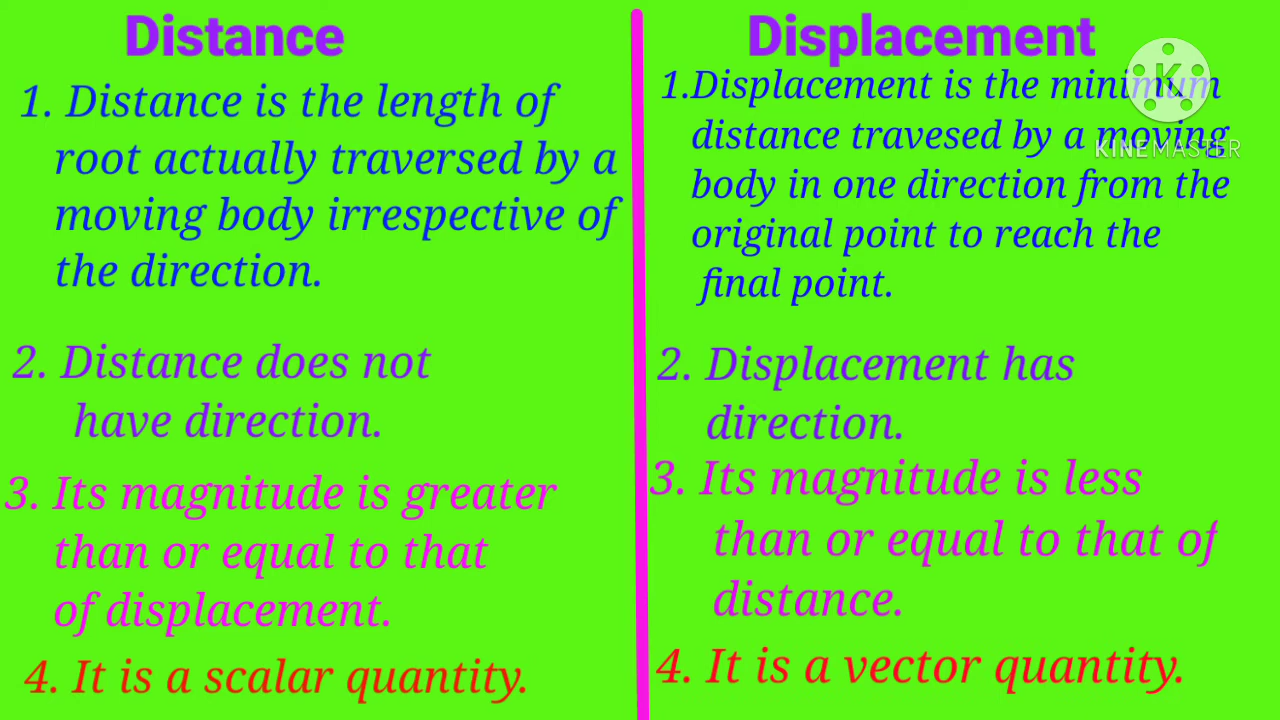 Distance
1. Distance is the length of
root actually traversed by a
moving body irrespective of
the direction.
2. Distance does not
have direction.
3. Its magnitude is greater
than or equal to that
of displacement.
4. It is a scalar quantity.
Displacement
1.Displacement is the minimum
distance travesed by a moving
body in one direction from the
original point to reach the
final point.
2. Displacement has
direction.
3. Its magnitude is less
than or equal to that of
distance.
4. It is a vector quantity.
K
KINEMASTER